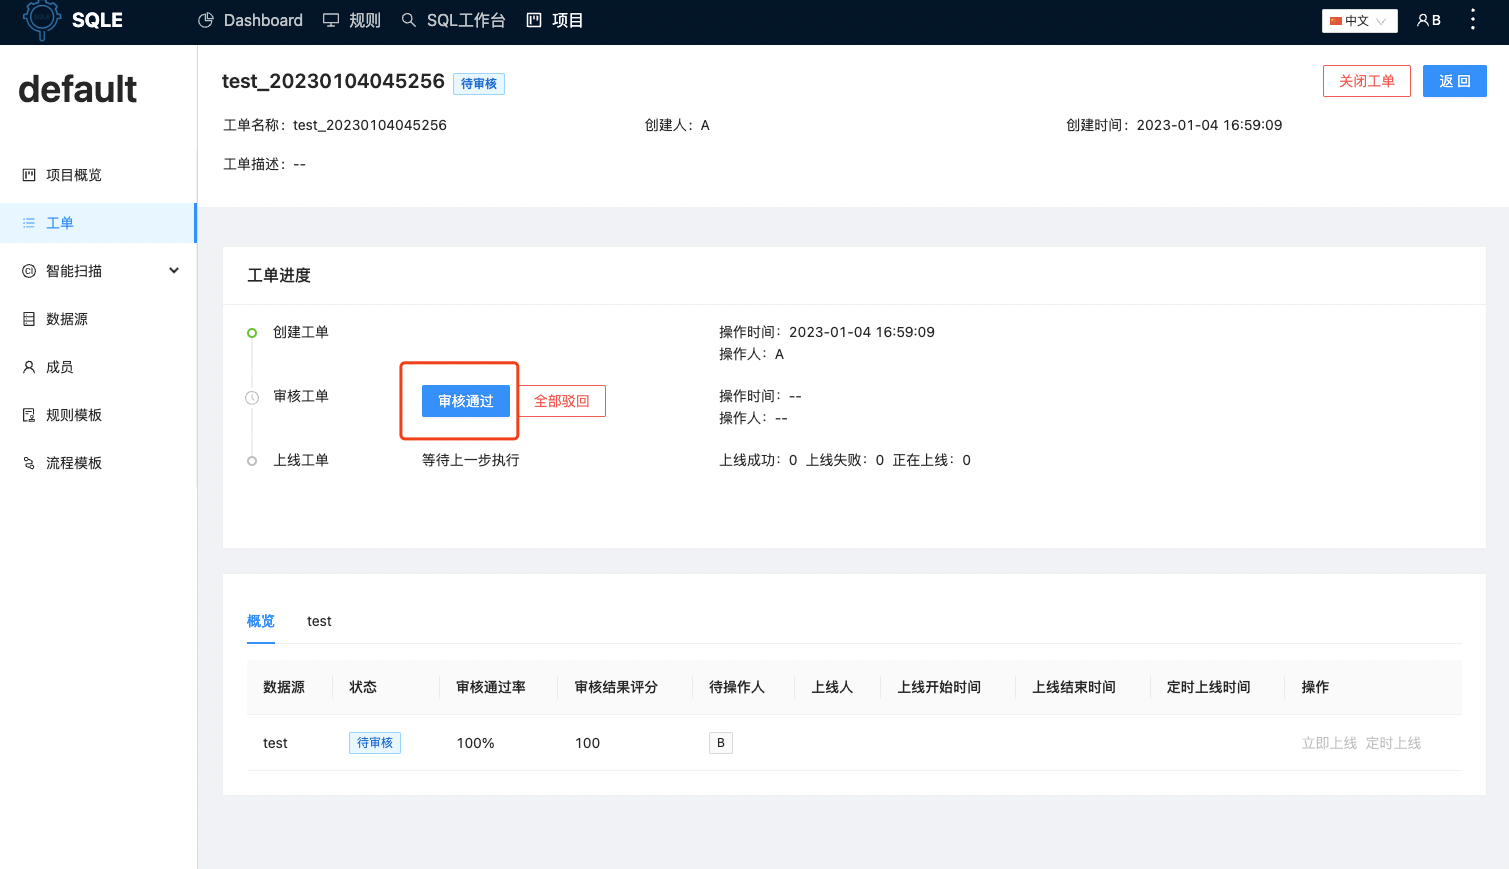 SQLE Dashboard 规则 SQL工作台 项目 中文 B
default
项目概览
工单
智能扫描
数据源
成员
规则模板
流程模板
test_20230104045256 待审核 关闭工单 返 回
工单名称：test_20230104045256 创建人：A 创建时间：2023-01-04 16:59:09
工单描述：--
工单进度
创建工单 操作时间：2023-01-04 16:59:09
操作人：A
审核工单 审核通过 全部驳回 操作时间：--
操作人：--
上线工单 等待上一步执行 上线成功：0 上线失败：0 正在上线：0
概览 test
数据源 状态 审核通过率 审核结果评分 待操作人 上线人 上线开始时间 上线结束时间 定时上线时间 操作
test 待审核 100% 100 B 立即上线 定时上线